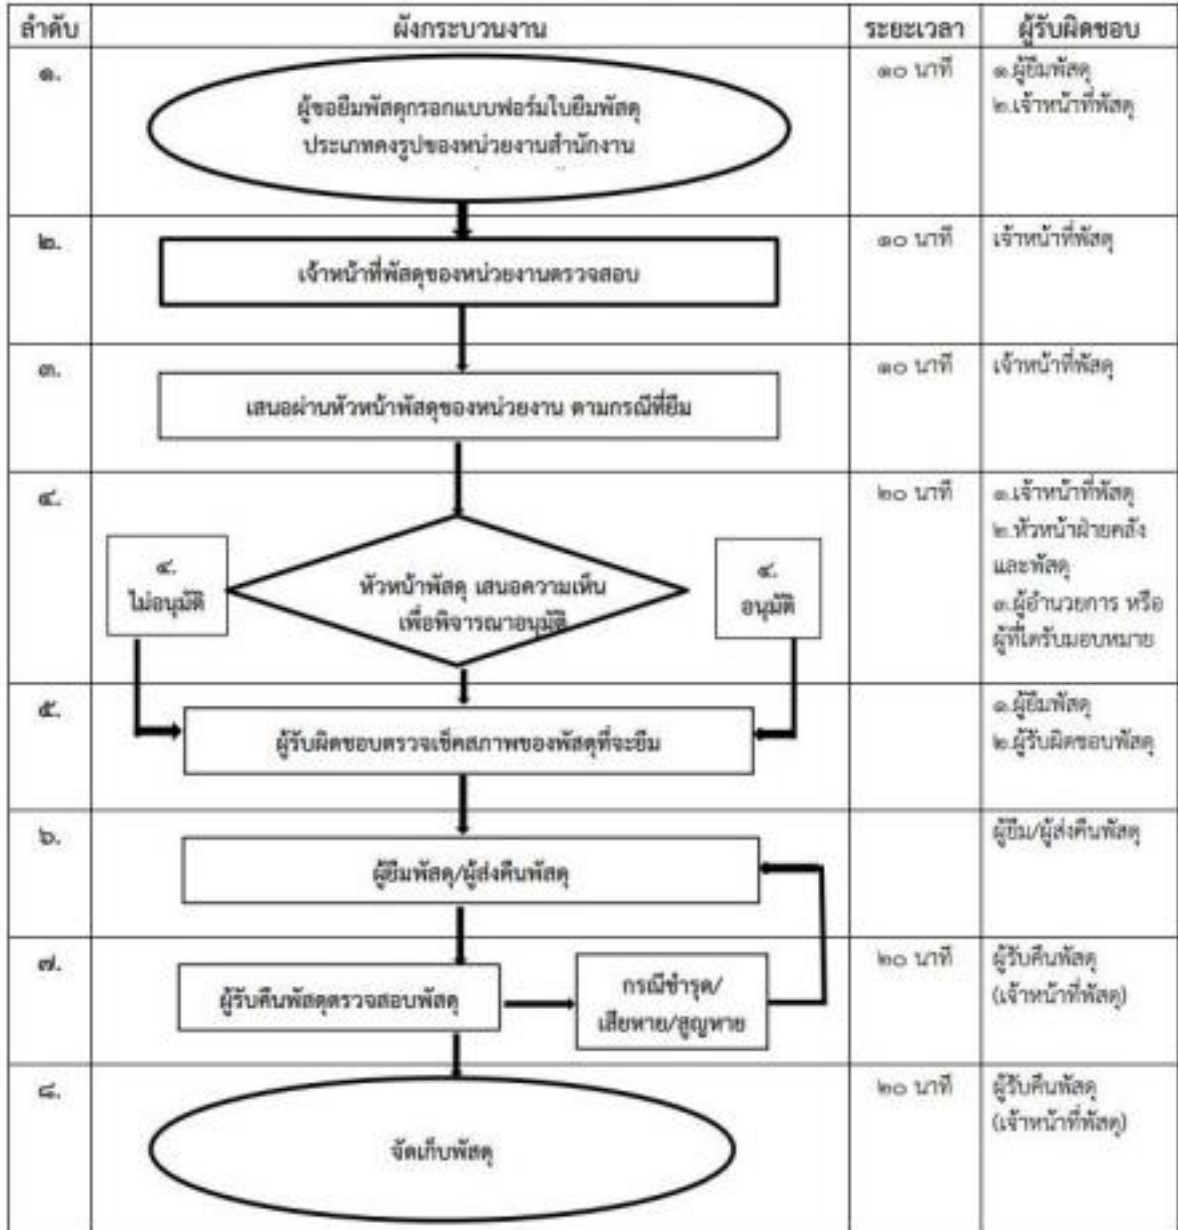 ลำดับ ผังกระบวนงาน ระยะเวลา ผู้รับผิดชอบ
๑.
ผู้ขอยืมพัสดุกรอกแบบฟอร์มใบยืมพัสดุ
ประเภทคงรูปของหน่วยงานสำนักงาน
๑๐ นาที
๑.ผู้ยืมพัสดุ
๒.เจ้าหน้าที่พัสดุ
๒.
เจ้าหน้าที่พัสดุของหน่วยงานตรวจสอบ
๑๐ นาที
เจ้าหน้าที่พัสดุ
๓.
เสนอผ่านหัวหน้าพัสดุของหน่วยงาน ตามกรณีที่ยืม
๑๐ นาที
เจ้าหน้าที่พัสดุ
๔.
๔.
ไม่อนุมัติ
หัวหน้าพัสดุ เสนอความเห็น
เพื่อพิจารณาอนุมัติ
๔.
อนุมัติ
๒๐ นาที
๑.เจ้าหน้าที่พัสดุ
๒.หัวหน้าฝ่ายคลัง
และพัสดุ
๓.ผู้อำนวยการ หรือ
ผู้ที่ได้รับมอบหมาย
๕.
ผู้รับผิดชอบตรวจเช็คสภาพของพัสดุที่จะยืม
๑.ผู้ยืมพัสดุ
๒.ผู้รับผิดชอบพัสดุ
๖.
ผู้ยืมพัสดุ/ผู้ส่งคืนพัสดุ
ผู้ยืม/ผู้ส่งคืนพัสดุ
๗.
ผู้รับคืนพัสดุตรวจสอบพัสดุ
กรณีชำรุด/
เสียหาย/สูญหาย
๒๐ นาที
ผู้รับคืนพัสดุ
(เจ้าหน้าที่พัสดุ)
๘.
จัดเก็บพัสดุ
๒๐ นาที
ผู้รับคืนพัสดุ
(เจ้าหน้าที่พัสดุ)